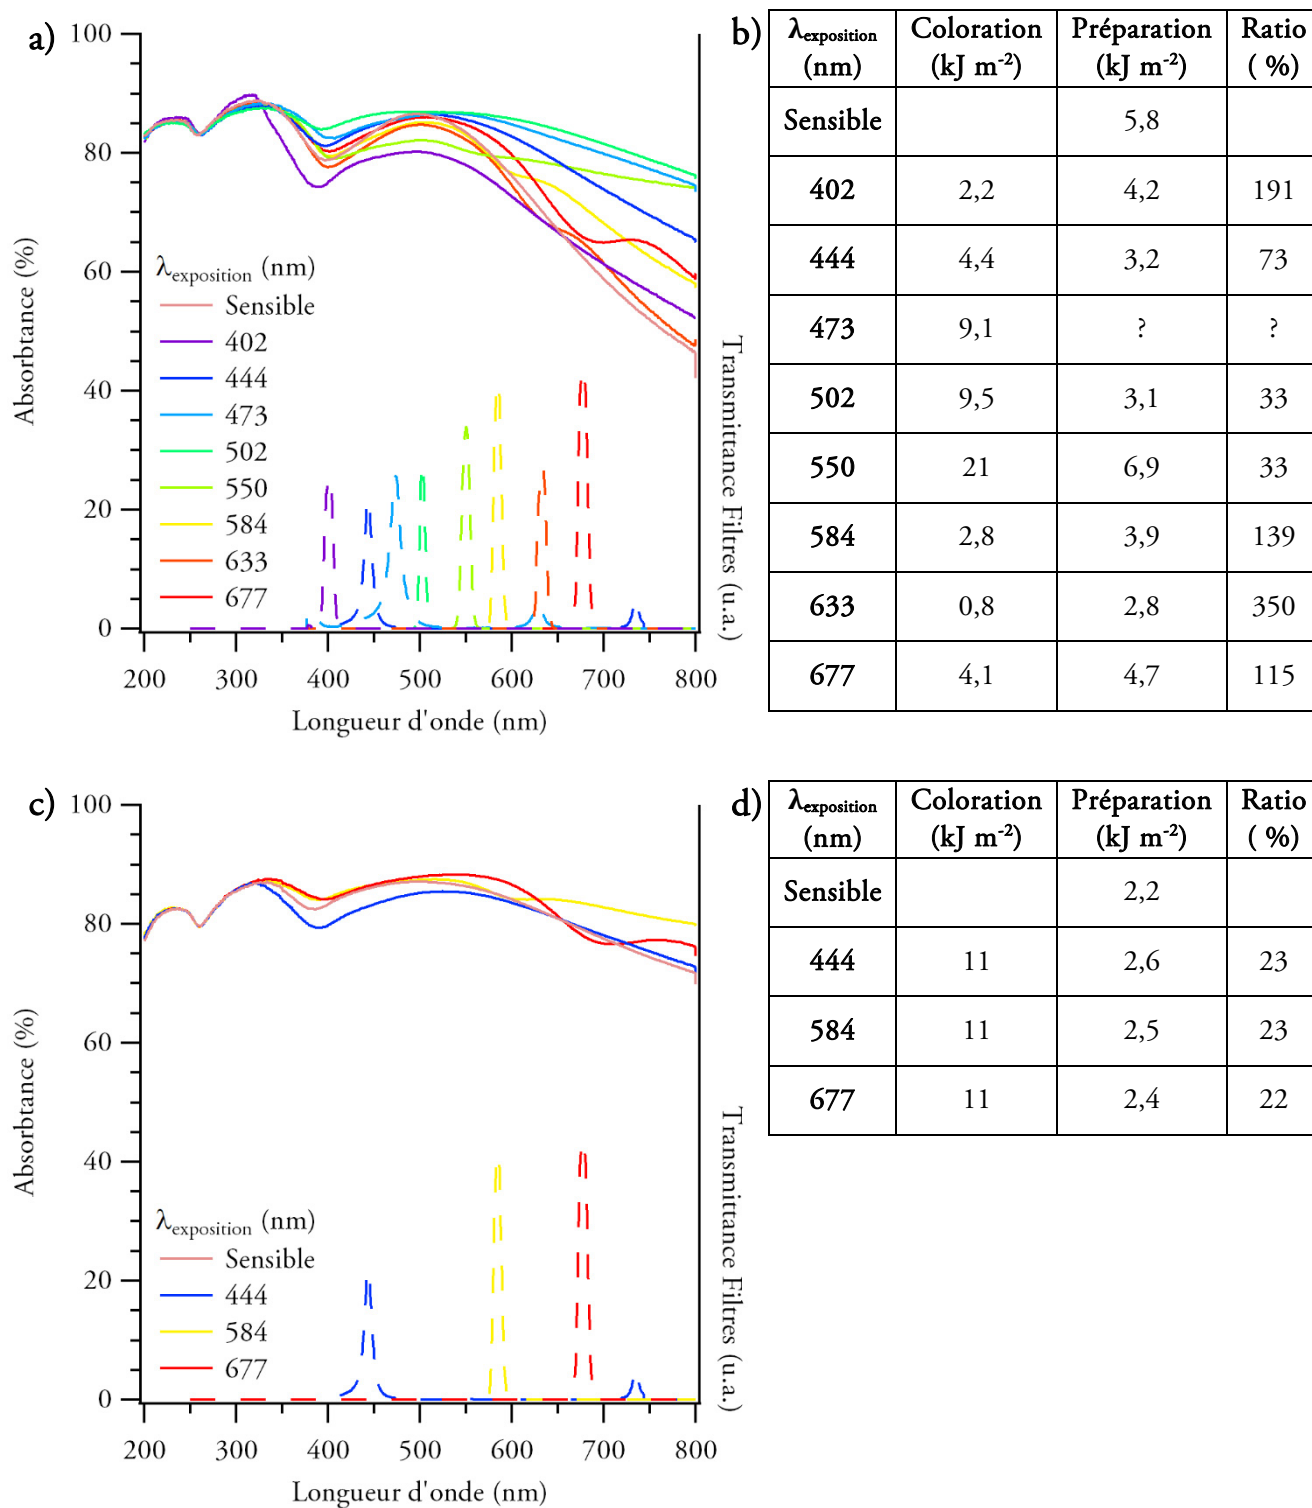 a)
100
80
60
40
20
0
Absorbtance (%)
λexposition (nm)
Sensible
402
444
473
502
550
584
633
677
Transmittance Filtres (u.a.)
200 300 400 500 600 700 800
Longueur d'onde (nm)
b)
λexposition (nm) Coloration (kJ m-2) Préparation (kJ m-2) Ratio ( %)
Sensible 5,8
402 2,2 4,2 191
444 4,4 3,2 73
473 9,1 ? ?
502 9,5 3,1 33
550 21 6,9 33
584 2,8 3,9 139
633 0,8 2,8 350
677 4,1 4,7 115
c)
100
80
60
40
20
0
Absorbtance (%)
λexposition (nm)
Sensible
444
584
677
Transmittance Filtres (u.a.)
200 300 400 500 600 700 800
Longueur d'onde (nm)
d)
λexposition (nm) Coloration (kJ m-2) Préparation (kJ m-2) Ratio ( %)
Sensible 2,2
444 11 2,6 23
584 11 2,5 23
677 11 2,4 22